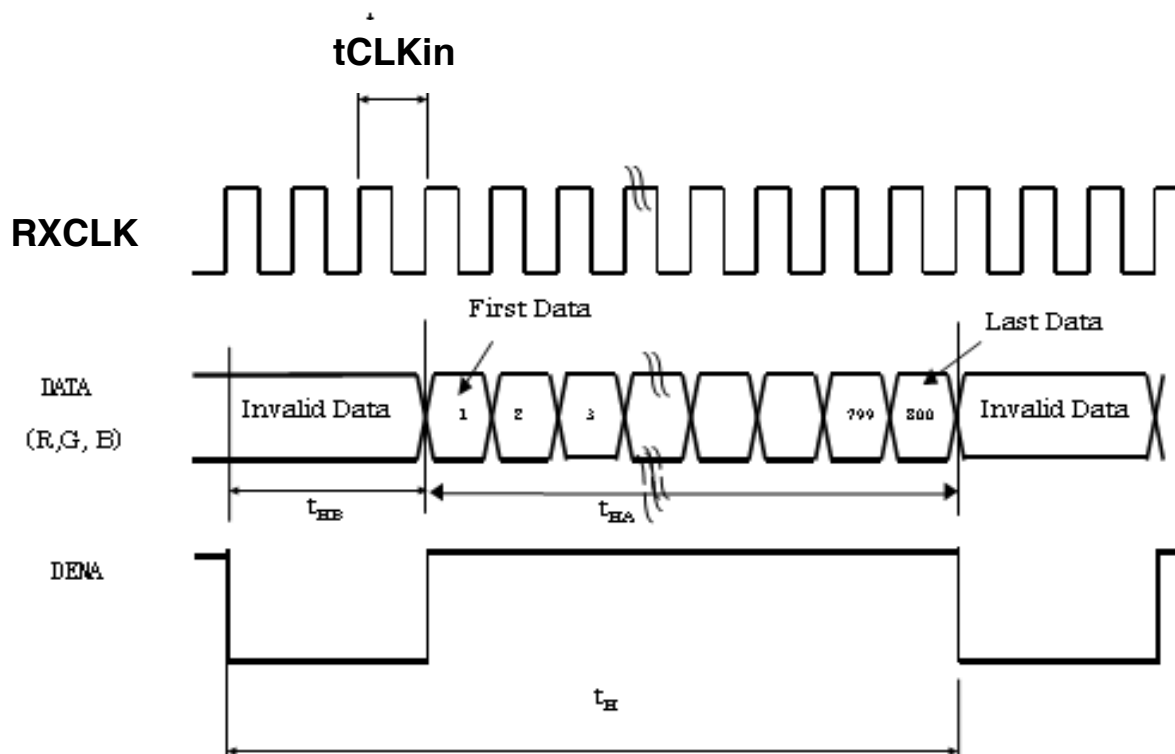 tCLKin
RXCLK
First Data
Last Data
DATA
(R,G, B)
Invalid Data
1
2
3
799
800
Invalid Data
tHB
tHA
DENA
tH